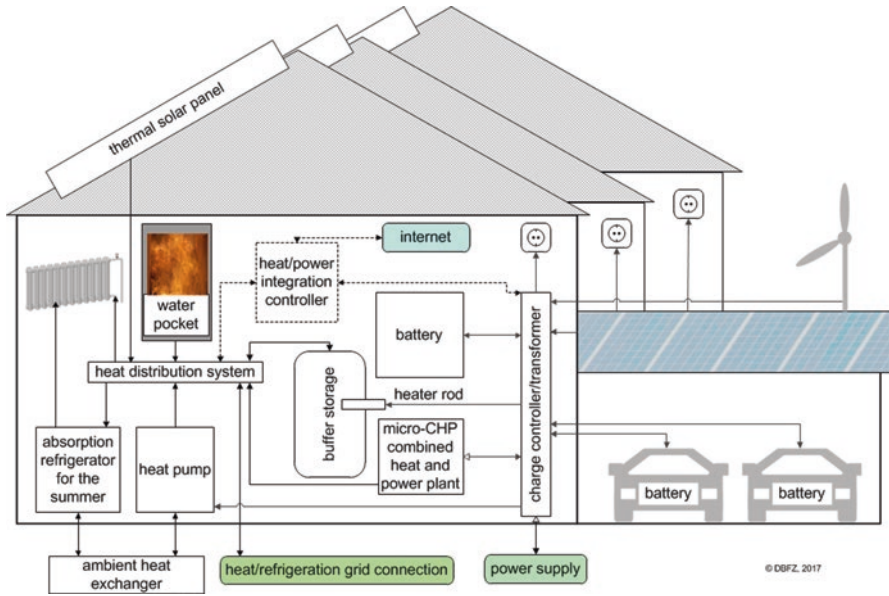 thermal solar panel
internet
heat/power
integration
controller
water
pocket
battery
heat distribution system
buffer storage
heater rod
charge controller/transformer
micro-CHP
combined
heat and
power plant
absorption
refrigerator
for the
summer
heat pump
battery
battery
ambient heat
exchanger
heat/refrigeration grid connection
power supply
© DBFZ, 2017